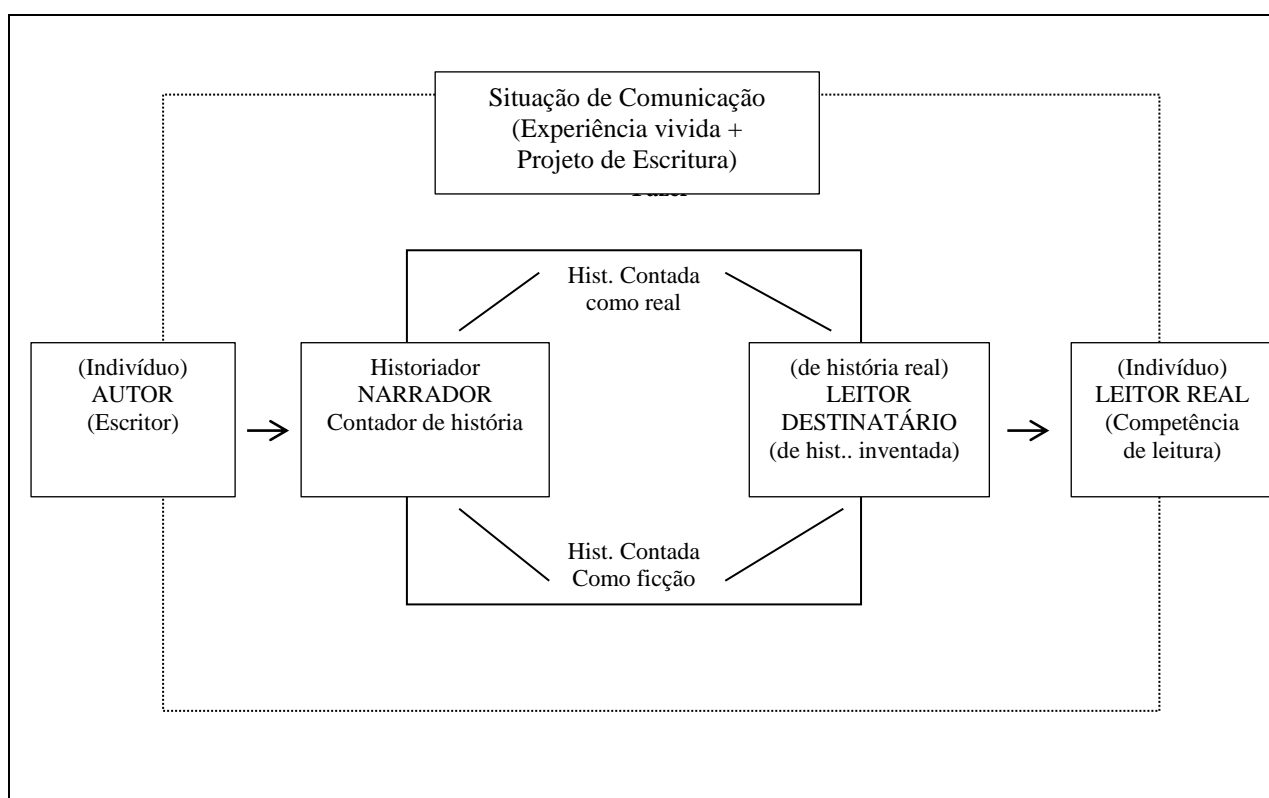 Situação de Comunicação
(Experiência vivida +
Projeto de Escritura)
Hist. Contada
como real
(Indivíduo)
AUTOR
(Escritor)
Historiador
NARRADOR
Contador de história
(de história real)
LEITOR
DESTINATÁRIO
(de hist.. inventada)
(Indivíduo)
LEITOR REAL
(Competência
de leitura)
Hist. Contada
Como ficção